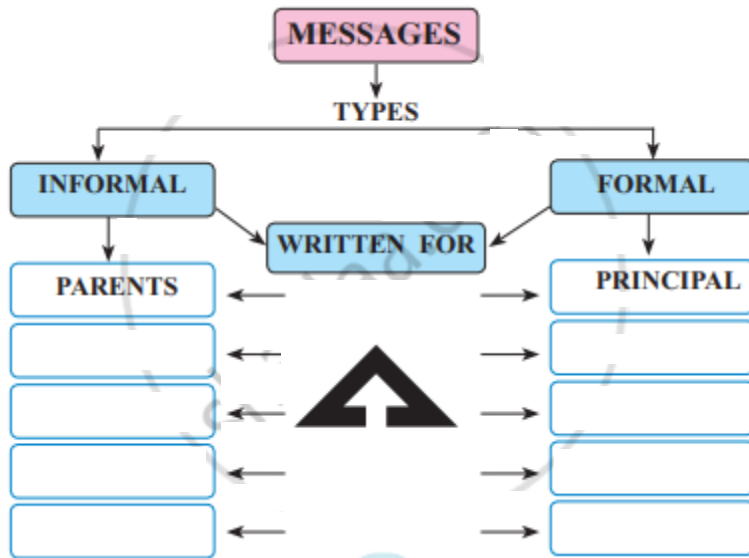 MESSAGES
TYPES
INFORMAL
FORMAL
WRITTEN FOR
PARENTS
PRINCIPAL